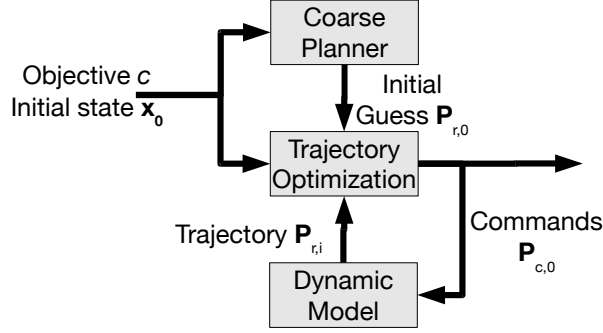 Coarse
Planner
Objective c
Initial state x0
Initial
Guess Pr,0
Trajectory
Optimization
Trajectory Pr,i
Commands
Pc,0
Dynamic
Model